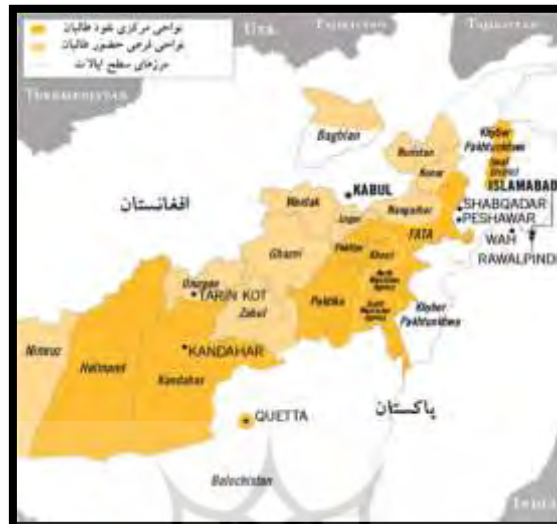 نواحی مرکزی نفوذ طالبان
نواحی فرعی حضور طالبان
مرزهای سطح ایالات
UZB.
TAJIKISTAN
TAJIKISTAN
TURKMENISTAN
Baghlan
Nuristan
Kunar
Khyber
Pakhtunkhwa
Swat
District
ISLAMABAD
KABUL
افغانستان
Wardak
Logar
Nangarhar
SHABQADAR
PESHAWAR
FATA
WAH
RAWALPINDI
Ghazni
Paktia
Khost
North
Waziristan
Agency
Uruzgan
TARIN KOT
Zabul
Paktika
South
Waziristan
Agency
Khyber
Pakhtunkhwa
Nimruz
Helmand
Kandahar
KANDAHAR
پاکستان
QUETTA
Balochistan
INDIA